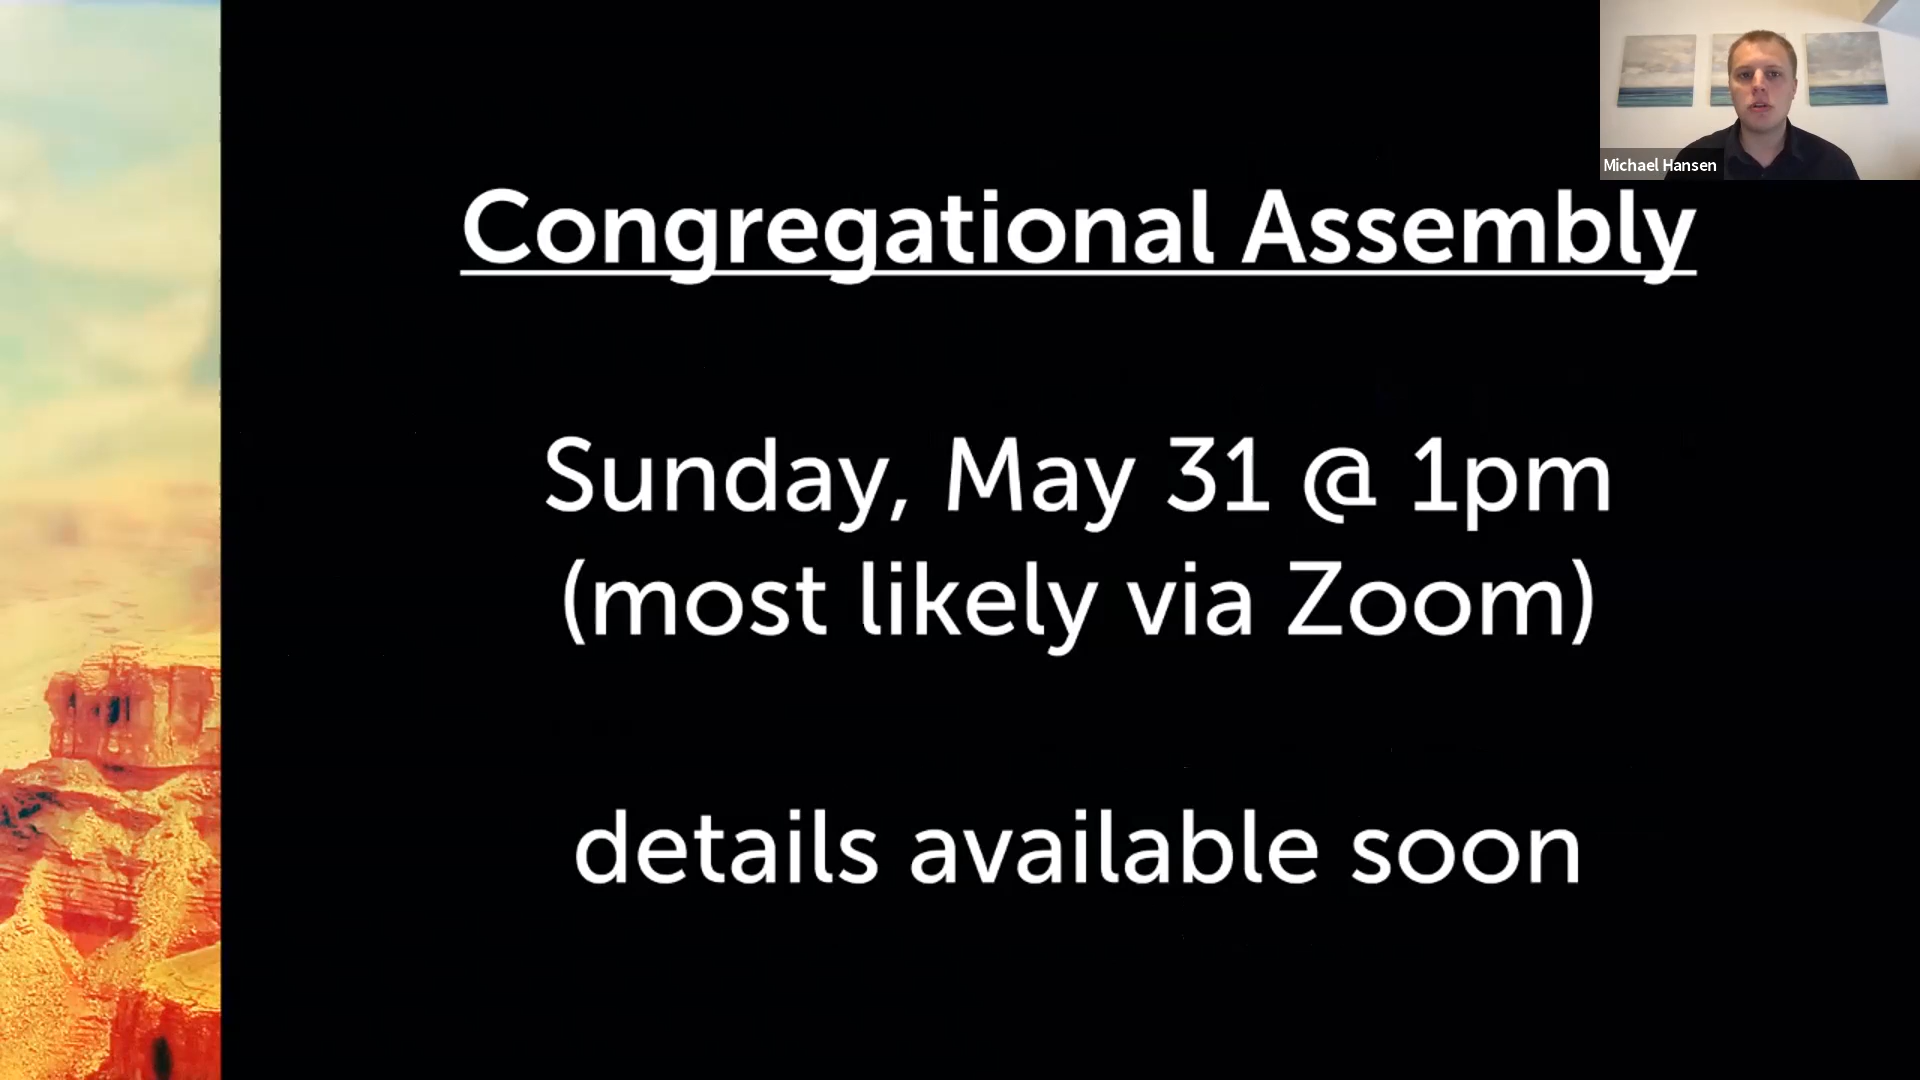 Michael Hansen
Congregational Assembly
Sunday, May 31 @ 1pm
(most likely via Zoom)
details available soon